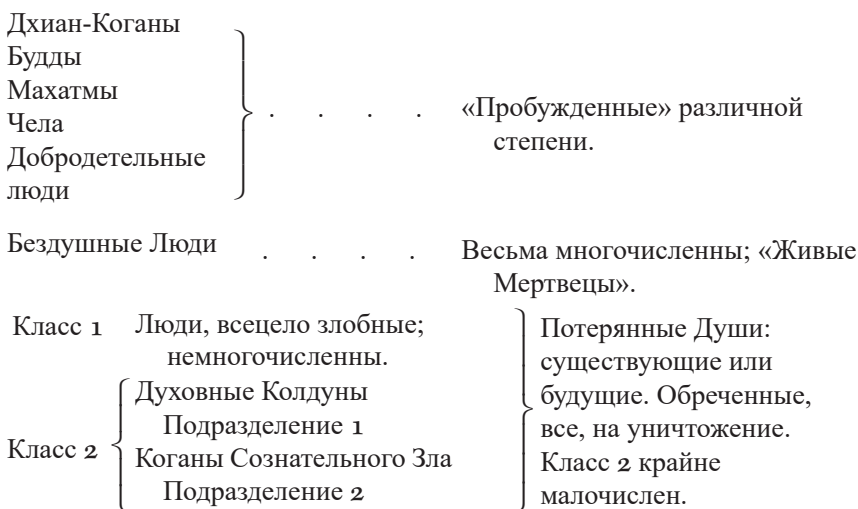 Дхиан-Коганы
Будды
Махатмы
Чела
Добродетельные
люди
. . . .
«Пробужденные» различной
степени.
Бездушные Люди . . . . Весьма многочисленны; «Живые
Мертвецы».
Класс 1 Люди, всецело злобные;
немногочисленны.
Класс 2
Духовные Колдуны
Подразделение 1
Коганы Сознательного Зла
Подразделение 2
Потерянные Души:
существующие или
будущие. Обреченные,
все, на уничтожение.
Класс 2 крайне
малочислен.